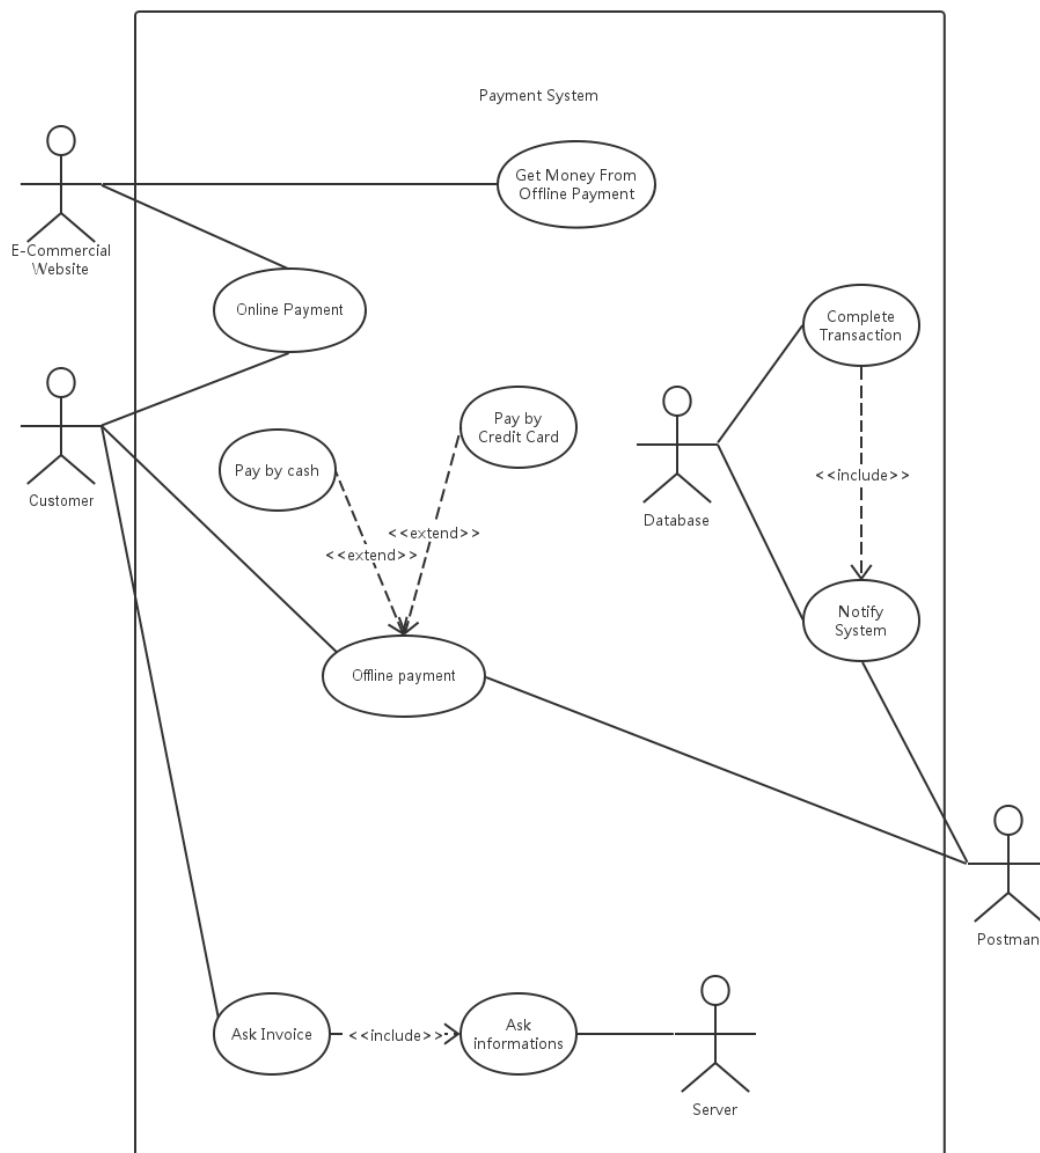 Payment System
Get Money From
Offline Payment
E-Commercial
Website
Online Payment
Complete
Transaction
Pay by
Credit Card
Pay by cash
<<include>>
Customer
Database
<<extend>>
<<extend>>
Notify
System
Offline payment
Postman
Ask Invoice
<<include>>
Ask
informations
Server